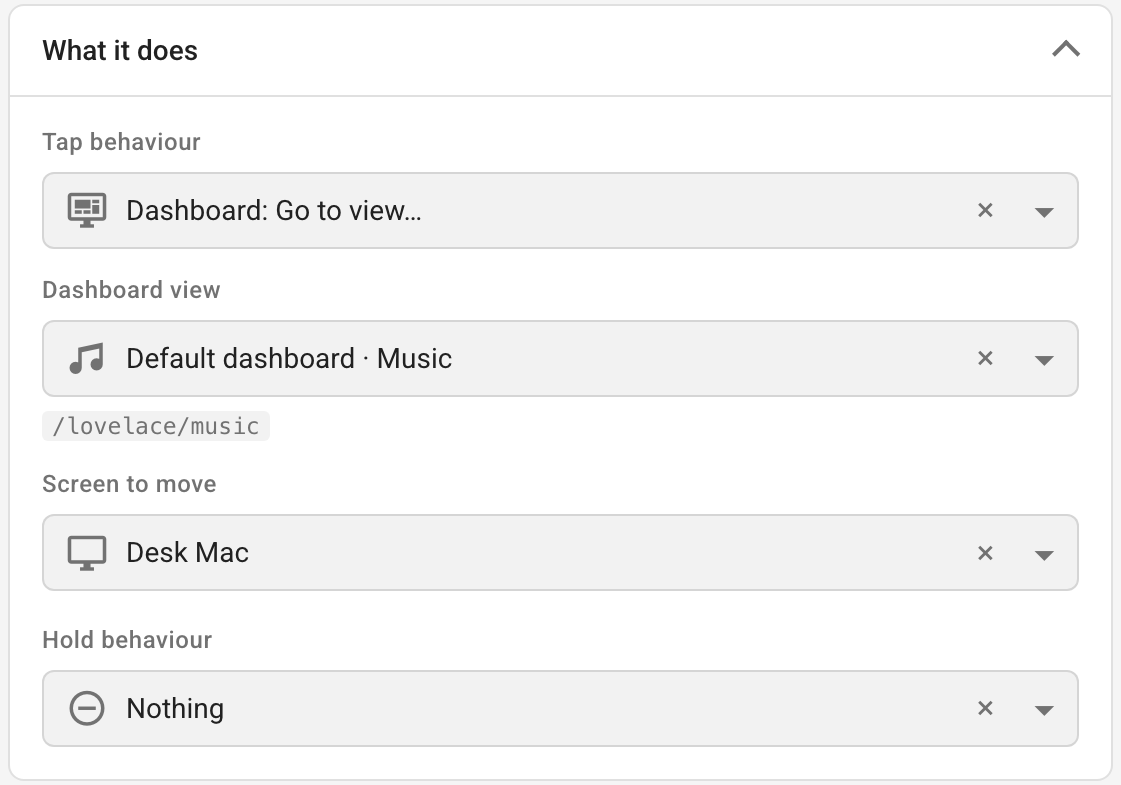 What it does
Tap behaviour
Dashboard: Go to view…
Dashboard view
Default dashboard · Music
/lovelace/music
Screen to move
Desk Mac
Hold behaviour
Nothing